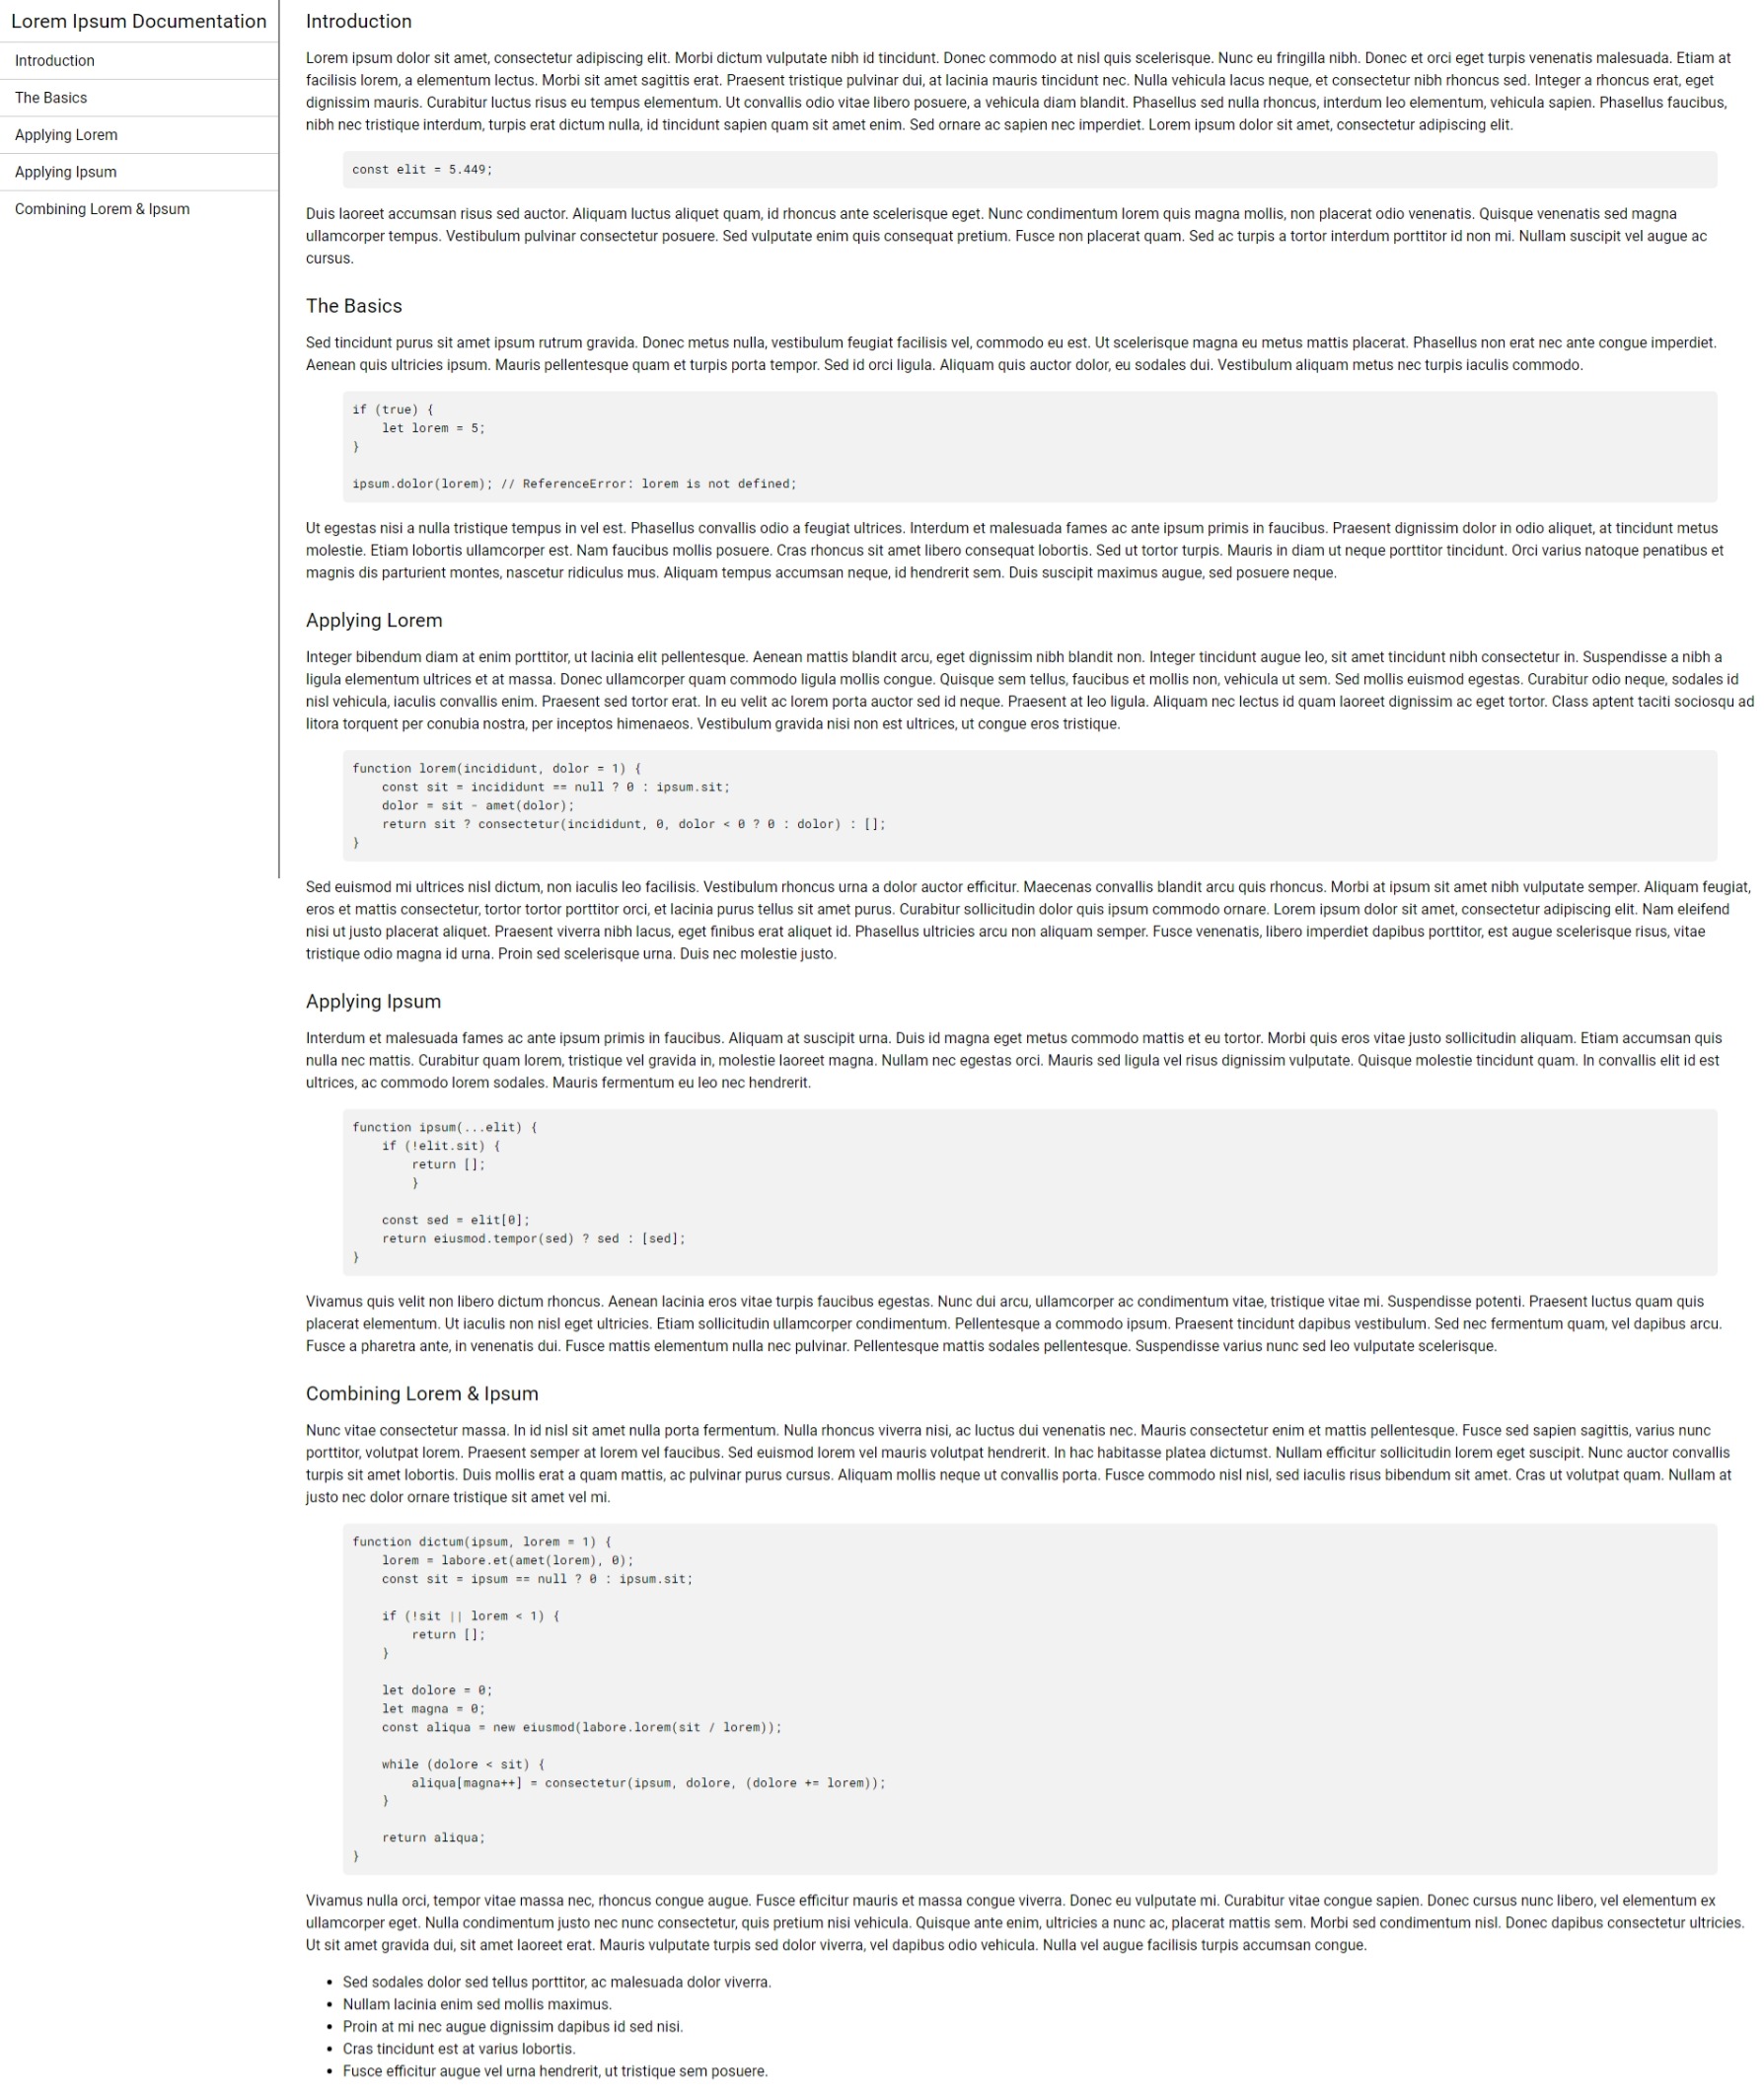 Lorem Ipsum Documentation
Introduction
The Basics
Applying Lorem
Applying Ipsum
Combining Lorem & Ipsum
Introduction
Lorem ipsum dolor sit amet, consectetur adipiscing elit. Morbi dictum vulputate nibh id tincidunt. Donec commodo at nisl quis scelerisque. Nunc eu fringilla nibh. Donec et orci eget turpis venenatis malesuada. Etiam at
facilisis lorem, a elementum lectus. Morbi sit amet sagittis erat. Praesent tristique pulvinar dui, at lacinia mauris tincidunt nec. Nulla vehicula lacus neque, et consectetur nibh rhoncus sed. Integer a rhoncus erat, eget
dignissim mauris. Curabitur luctus risus eu tempus elementum. Ut convallis odio vitae libero posuere, a vehicula diam blandit. Phasellus sed nulla rhoncus, interdum leo elementum, vehicula sapien. Phasellus faucibus,
nibh nec tristique interdum, turpis erat dictum nulla, id tincidunt sapien quam sit amet enim. Sed ornare ac sapien nec imperdiet. Lorem ipsum dolor sit amet, consectetur adipiscing elit.
const elit = 5.449;
Duis laoreet accumsan risus sed auctor. Aliquam luctus aliquet quam, id rhoncus ante scelerisque eget. Nunc condimentum lorem quis magna mollis, non placerat odio venenatis. Quisque venenatis sed magna
ullamcorper tempus. Vestibulum pulvinar consectetur posuere. Sed vulputate enim quis consequat pretium. Fusce non placerat quam. Sed ac turpis a tortor interdum porttitor id non mi. Nullam suscipit vel augue ac
cursus.
The Basics
Sed tincidunt purus sit amet ipsum rutrum gravida. Donec metus nulla, vestibulum feugiat facilisis vel, commodo eu est. Ut scelerisque magna eu metus mattis placerat. Phasellus non erat nec ante congue imperdiet.
Aenean quis ultricies ipsum. Mauris pellentesque quam et turpis porta tempor. Sed id orci ligula. Aliquam quis auctor dolor, eu sodales dui. Vestibulum aliquam metus nec turpis iaculis commodo.
if (true) {
    let lorem = 5;
}
ipsum.dolor(lorem); // ReferenceError: lorem is not defined;
Ut egestas nisi a nulla tristique tempus in vel est. Phasellus convallis odio a feugiat ultrices. Interdum et malesuada fames ac ante ipsum primis in faucibus. Praesent dignissim dolor in odio aliquet, at tincidunt metus
molestie. Etiam lobortis ullamcorper est. Nam faucibus mollis posuere. Cras rhoncus sit amet libero consequat lobortis. Sed ut tortor turpis. Mauris in diam ut neque porttitor tincidunt. Orci varius natoque penatibus et
magnis dis parturient montes, nascetur ridiculus mus. Aliquam tempus accumsan neque, id hendrerit sem. Duis suscipit maximus augue, sed posuere neque.
Applying Lorem
Integer bibendum diam at enim porttitor, ut lacinia elit pellentesque. Aenean mattis blandit arcu, eget dignissim nibh blandit non. Integer tincidunt augue leo, sit amet tincidunt nibh consectetur in. Suspendisse a nibh a
ligula elementum ultrices et at massa. Donec ullamcorper quam commodo ligula mollis congue. Quisque sem tellus, faucibus et mollis non, vehicula ut sem. Sed mollis euismod egestas. Curabitur odio neque, sodales id
nisl vehicula, iaculis convallis enim. Praesent sed tortor erat. In eu velit ac lorem porta auctor sed id neque. Praesent at leo ligula. Aliquam nec lectus id quam laoreet dignissim ac eget tortor. Class aptent taciti sociosqu ad
litora torquent per conubia nostra, per inceptos himenaeos. Vestibulum gravida nisi non est ultrices, ut congue eros tristique.
function lorem(incididunt, dolor = 1) {
    const sit = incididunt == null ? 0 : ipsum.sit;
    dolor = sit - amet(dolor);
    return sit ? consectetur(incididunt, 0, dolor < 0 ? 0 : dolor) : [];
}
Sed euismod mi ultrices nisl dictum, non iaculis leo facilisis. Vestibulum rhoncus urna a dolor auctor efficitur. Maecenas convallis blandit arcu quis rhoncus. Morbi at ipsum sit amet nibh vulputate semper. Aliquam feugiat,
eros et mattis consectetur, tortor tortor porttitor orci, et lacinia purus tellus sit amet purus. Curabitur sollicitudin dolor quis ipsum commodo ornare. Lorem ipsum dolor sit amet, consectetur adipiscing elit. Nam eleifend
nisi ut justo placerat aliquet. Praesent viverra nibh lacus, eget finibus erat aliquet id. Phasellus ultricies arcu non aliquam semper. Fusce venenatis, libero imperdiet dapibus porttitor, est augue scelerisque risus, vitae
tristique odio magna id urna. Proin sed scelerisque urna. Duis nec molestie justo.
Applying Ipsum
Interdum et malesuada fames ac ante ipsum primis in faucibus. Aliquam at suscipit urna. Duis id magna eget metus commodo mattis et eu tortor. Morbi quis eros vitae justo sollicitudin aliquam. Etiam accumsan quis
nulla nec mattis. Curabitur quam lorem, tristique vel gravida in, molestie laoreet magna. Nullam nec egestas orci. Mauris sed ligula vel risus dignissim vulputate. Quisque molestie tincidunt quam. In convallis elit id est
ultrices, ac commodo lorem sodales. Mauris fermentum eu leo nec hendrerit.
function ipsum(...elit) {
    if (!elit.sit) {
        return [];
        }
    const sed = elit[0];
    return eiusmod.tempor(sed) ? sed : [sed];
}
Vivamus quis velit non libero dictum rhoncus. Aenean lacinia eros vitae turpis faucibus egestas. Nunc dui arcu, ullamcorper ac condimentum vitae, tristique vitae mi. Suspendisse potenti. Praesent luctus quam quis
placerat elementum. Ut iaculis non nisl eget ultricies. Etiam sollicitudin ullamcorper condimentum. Pellentesque a commodo ipsum. Praesent tincidunt dapibus vestibulum. Sed nec fermentum quam, vel dapibus arcu.
Fusce a pharetra ante, in venenatis dui. Fusce mattis elementum nulla nec pulvinar. Pellentesque mattis sodales pellentesque. Suspendisse varius nunc sed leo vulputate scelerisque.
Combining Lorem & Ipsum
Nunc vitae consectetur massa. In id nisl sit amet nulla porta fermentum. Nulla rhoncus viverra nisi, ac luctus dui venenatis nec. Mauris consectetur enim et mattis pellentesque. Fusce sed sapien sagittis, varius nunc
porttitor, volutpat lorem. Praesent semper at lorem vel faucibus. Sed euismod lorem vel mauris volutpat hendrerit. In hac habitasse platea dictumst. Nullam efficitur sollicitudin lorem eget suscipit. Nunc auctor convallis
turpis sit amet lobortis. Duis mollis erat a quam mattis, ac pulvinar purus cursus. Aliquam mollis neque ut convallis porta. Fusce commodo nisl nisl, sed iaculis risus bibendum sit amet. Cras ut volutpat quam. Nullam at
justo nec dolor ornare tristique sit amet vel mi.
function dictum(ipsum, lorem = 1) {
    lorem = labore.et(amet(lorem), 0);
    const sit = ipsum == null ? 0 : ipsum.sit;
    if (!sit || lorem < 1) {
        return [];
    }
    let dolore = 0;
    let magna = 0;
    const aliqua = new eiusmod(labore.lorem(sit / lorem));
    while (dolore < sit) {
        aliqua[magna++] = consectetur(ipsum, dolore, (dolore += lorem));
    }
    return aliqua;
}
Vivamus nulla orci, tempor vitae massa nec, rhoncus congue augue. Fusce efficitur mauris et massa congue viverra. Donec eu vulputate mi. Curabitur vitae congue sapien. Donec cursus nunc libero, vel elementum ex
ullamcorper eget. Nulla condimentum justo nec nunc consectetur, quis pretium nisi vehicula. Quisque ante enim, ultricies a nunc ac, placerat mattis sem. Morbi sed condimentum nisl. Donec dapibus consectetur ultricies.
Ut sit amet gravida dui, sit amet laoreet erat. Mauris vulputate turpis sed dolor viverra, vel dapibus odio vehicula. Nulla vel augue facilisis turpis accumsan congue.
• Sed sodales dolor sed tellus porttitor, ac malesuada dolor viverra.
• Nullam lacinia enim sed mollis maximus.
• Proin at mi nec augue dignissim dapibus id sed nisi.
• Cras tincidunt est at varius lobortis.
• Fusce efficitur augue vel urna hendrerit, ut tristique sem posuere.